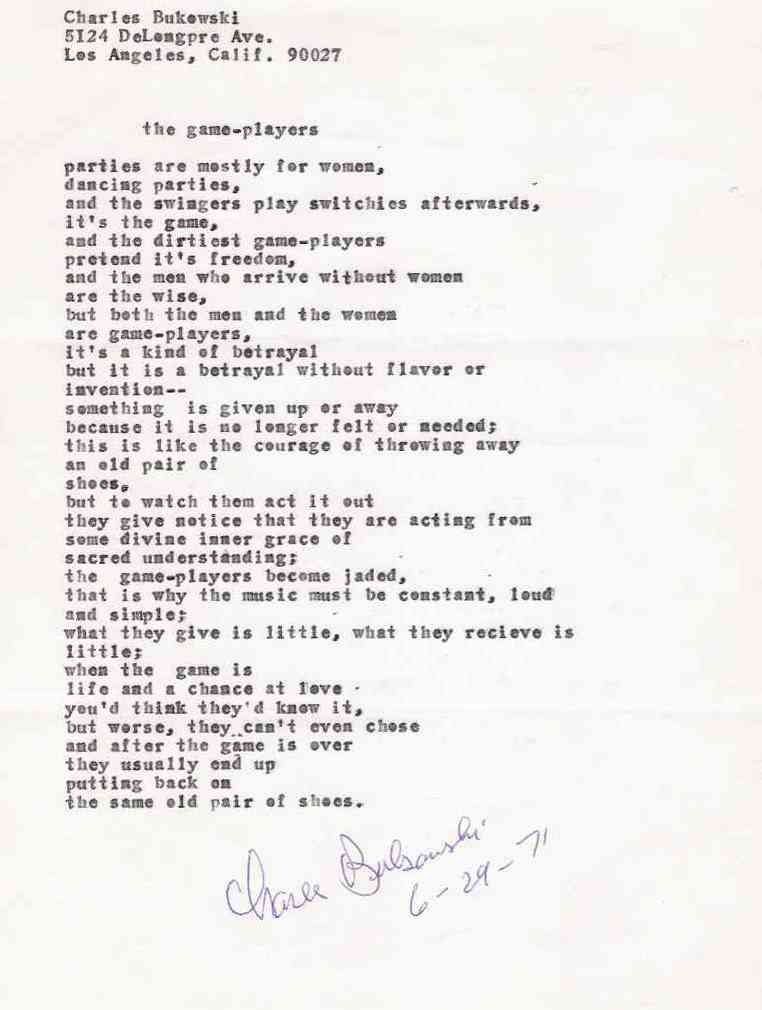 Charles Bukowski
5I24 DeLongpre Ave.
Los Angeles, Calif. 90027
the game-players
parties are mostly for women,
dancing parties,
and the swingers play switchies afterwards,
it's the game,
and the dirtiest game-players
pretend it's freedom,
and the men who arrive without women
are the wise,
but both the men and the women
are game-players,
it's a kind of betrayal
but it is a betrayal without flavor or
invention--
something  is given up or away
because it is no longer felt or needed;
this is like the courage of throwing away
an old pair of
shoes,
but to watch them act it out
they give notice that they are acting from
some divine inner grace of
sacred understanding;
the  game-players become jaded,
that is why the music must be constant, loud
and simple;
what they give is little, what they recieve is
little;
when the  game is
life and a chance at love
you'd think they'd know it,
but worse, they can't even chose
and after the game is over
they usually end up
putting back on
the same old pair of shoes.
Charles Bukowski
6-29-71